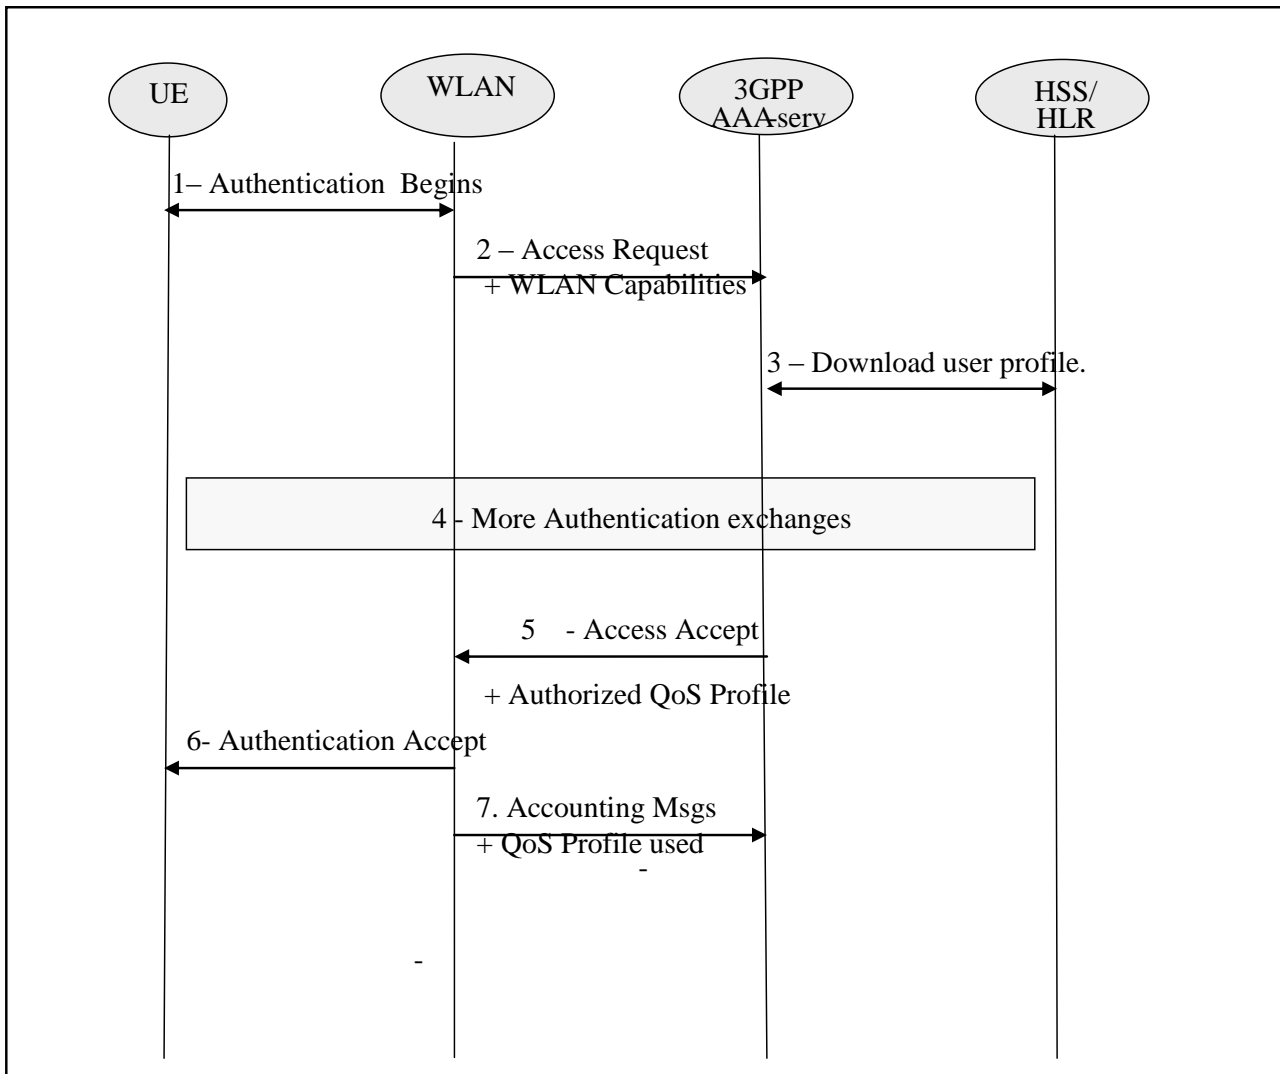 UE
WLAN
3GPP
AAA-serv
HSS/
HLR
1– Authentication Begins
2 – Access Request
+ WLAN Capabilities
3 – Download user profile.
4 - More Authentication exchanges
5 - Access Accept
+ Authorized QoS Profile
6- Authentication Accept
7. Accounting Msgs
+ QoS Profile used
-
-